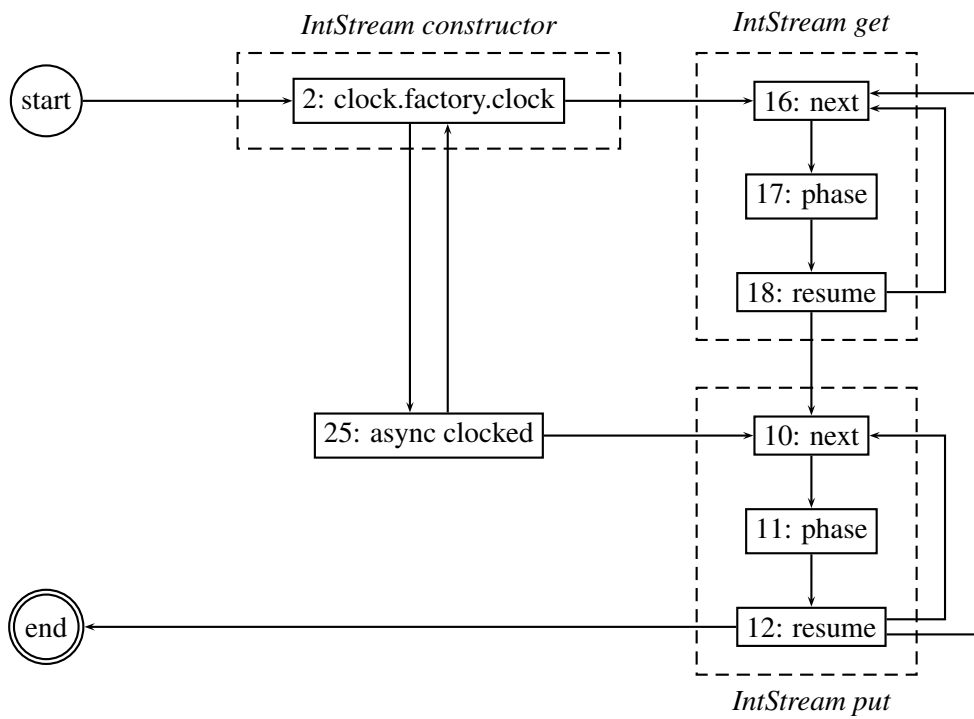 IntStream constructor
IntStream get
start
2: clock.factory.clock
16: next
17: phase
18: resume
25: async clocked
10: next
11: phase
end
12: resume
IntStream put